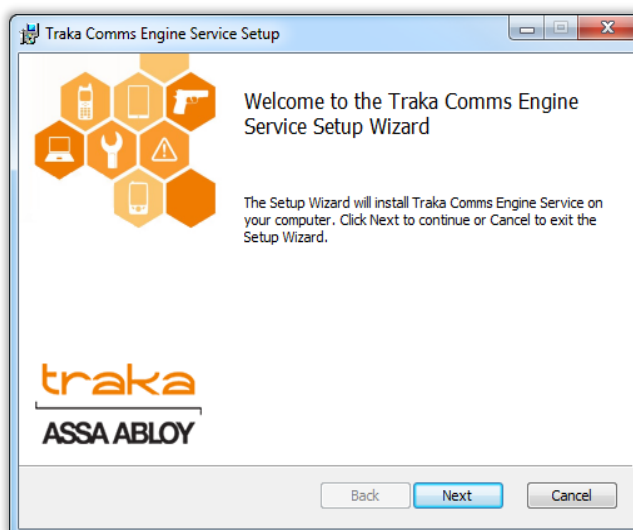 Traka Comms Engine Service Setup
Welcome to the Traka Comms Engine
Service Setup Wizard
The Setup Wizard will install Traka Comms Engine Service on
your computer. Click Next to continue or Cancel to exit the
Setup Wizard.
traka
ASSA ABLOY
Back Next Cancel